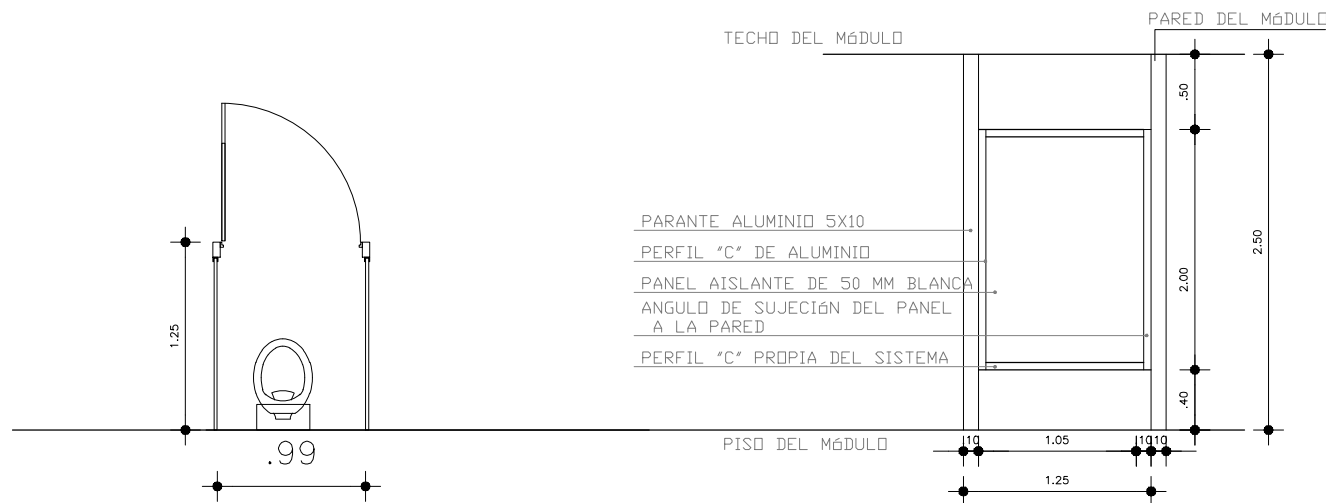 PARED DEL MóDULO
TECHO DEL MóDULO
.50
PARANTE ALUMINIO 5X10
PERFIL "C" DE ALUMINIO
PANEL AISLANTE DE 50 MM BLANCA
ANGULO DE SUJECIóN DEL PANEL
A LA PARED
PERFIL "C" PROPIA DEL SISTEMA
2.50
2.00
1.25
.40
PISO DEL MóDULO
10
1.05
10
10
.99
1.25